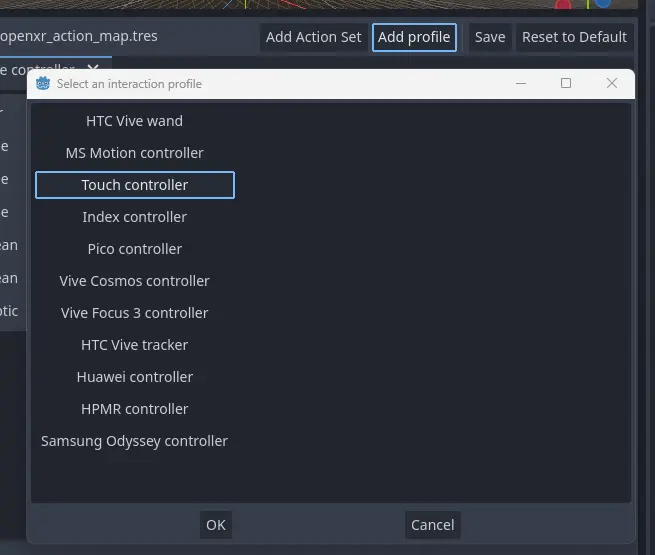 openxr_action_map.tres Add Action Set Add profile Save Reset to Default
e controller
Select an interaction profile
HTC Vive wand
MS Motion controller
Touch controller
Index controller
Pico controller
Vive Cosmos controller
Vive Focus 3 controller
HTC Vive tracker
Huawei controller
HPMR controller
Samsung Odyssey controller
OK Cancel
r
e
e
e
ean
ean
ptic